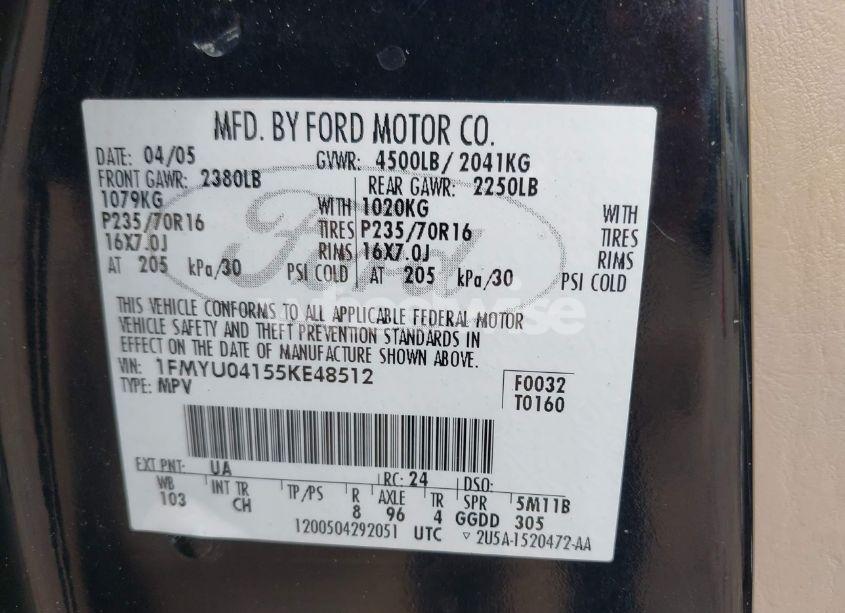 MFD. BY FORD MOTOR CO.
DATE: 04/05 GVWR: 4500LB/ 2041KG
FRONT GAWR: 2380LB REAR GAWR: 2250LB
1079KG WITH 1020KG WITH
P235/70R16 TIRES P235/70R16 TIRES
16X7.0J RIMS 16X7.0J RIMS
AT 205 kPa/30 PSI COLD AT 205 kPa/30 PSI COLD
Ford
THIS VEHICLE CONFORMS TO ALL APPLICABLE FEDERAL MOTOR
VEHICLE SAFETY AND THEFT PREVENTION STANDARDS IN
EFFECT ON THE DATE OF MANUFACTURE SHOWN ABOVE.
VIN: 1FMYU04155KE48512 F0032
TYPE: MPV T0160
EXT PNT: UA RC: 24 DSO:
WB INT TR TP/PS R AXLE TR SPR 5M11B
103 CH 8 96 4 GGDD 305
1200504292051 UTC ▽ 2U5A-1520472-AA